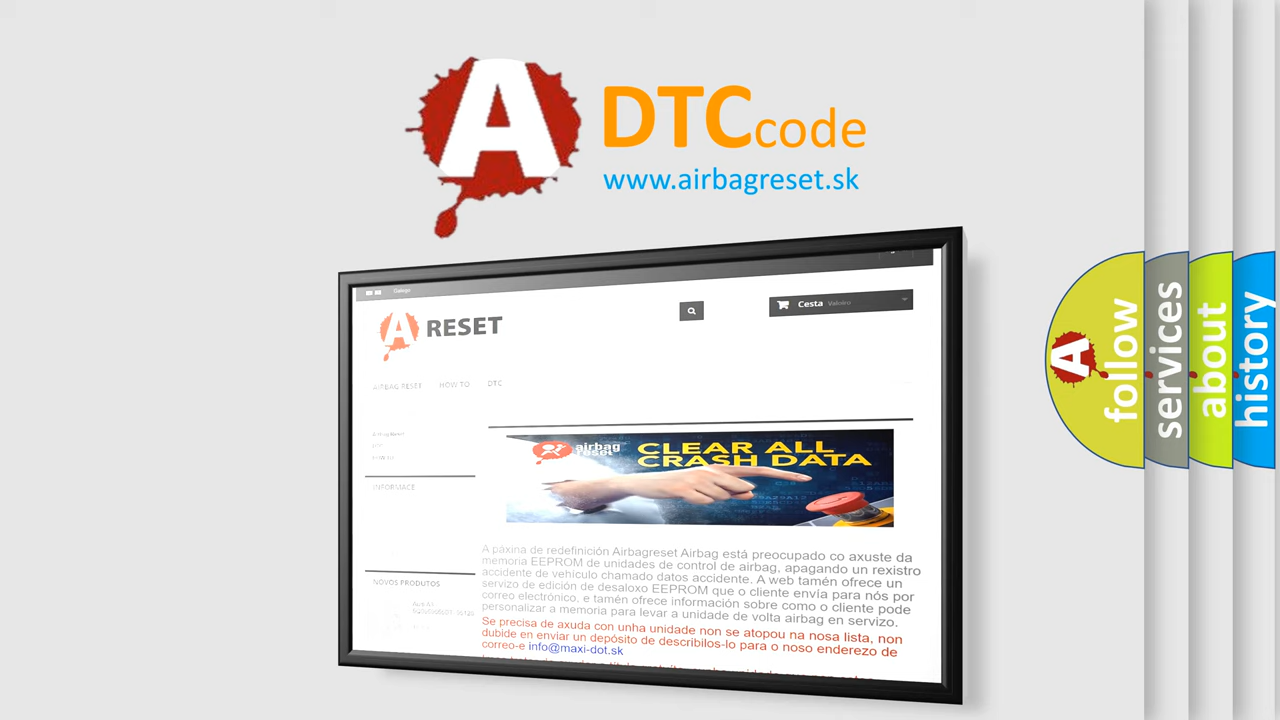 A
DTCcode
www.airbagreset.sk
Galego
A RESET
Cesta Valeiro
AIRBAG RESET HOW TO DTC
Airbag Reset
HOW TO
INFORMACE
airbag
reset
CLEAR ALL
CRASH DATA
NOVOS PRODUTOS
A páxina de redefinición Airbagreset Airbag está preocupado co axuste da
memoria EEPROM de unidades de control de airbag, apagando un rexistro
accidente de vehículo chamado datos accidente. A web tamén ofrece un
servizo de edición de desaloxo EEPROM que o cliente envía para nós por
correo electrónico, e tamén ofrece información sobre como o cliente pode
personalizar a memoria para levar a unidade de volta airbag en servizo.
Se precisa de axuda con unha unidade non se atopou na nosa lista, non
dubide en enviar un depósito de describilos-lo para o noso enderezo de
correo-e info@maxi-dot.sk
A
follow
services
about
history